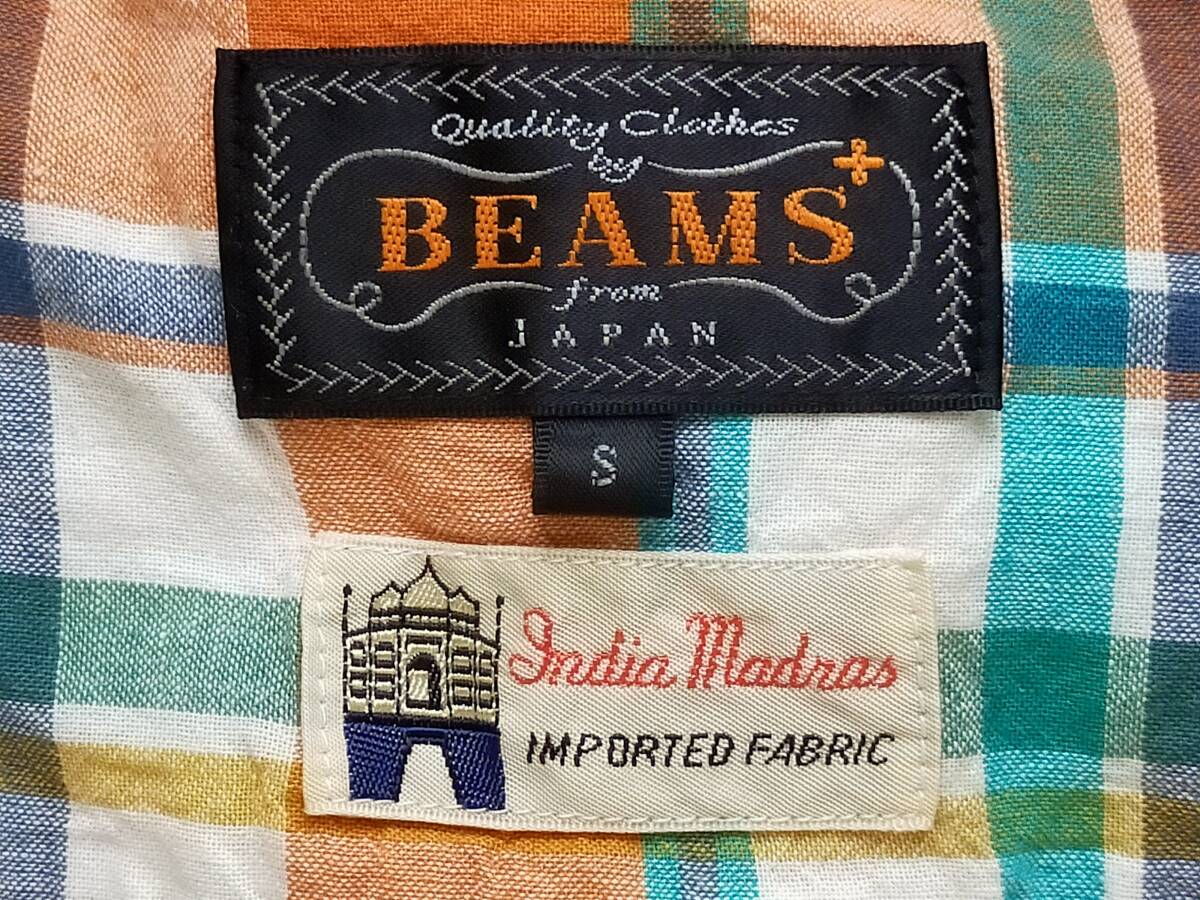 Quality Clothes
by
BEAMS+
from
JAPAN
S
India Madras
IMPORTED FABRIC